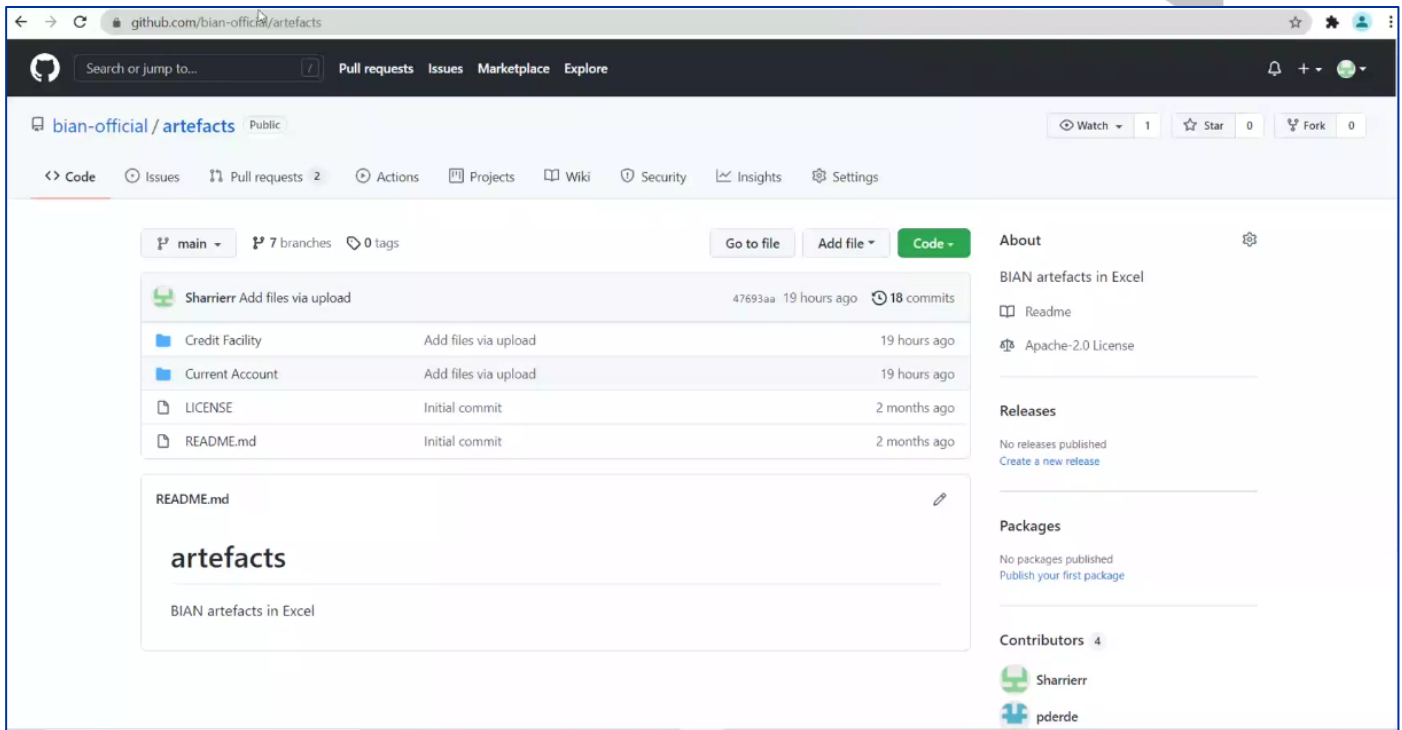 github.com/bian-official/artefacts
Search or jump to... /
Pull requests Issues Marketplace Explore
bian-official / artefacts Public
Watch 1 Star 0 Fork 0
<> Code Issues Pull requests 2 Actions Projects Wiki Security Insights Settings
main 7 branches 0 tags
Go to file Add file Code
Sharrierr Add files via upload 47693aa 19 hours ago 18 commits
Credit Facility Add files via upload 19 hours ago
Current Account Add files via upload 19 hours ago
LICENSE Initial commit 2 months ago
README.md Initial commit 2 months ago
README.md
artefacts
BIAN artefacts in Excel
About
BIAN artefacts in Excel
Readme
Apache-2.0 License
Releases
No releases published
Create a new release
Packages
No packages published
Publish your first package
Contributors 4
Sharrierr
pderde